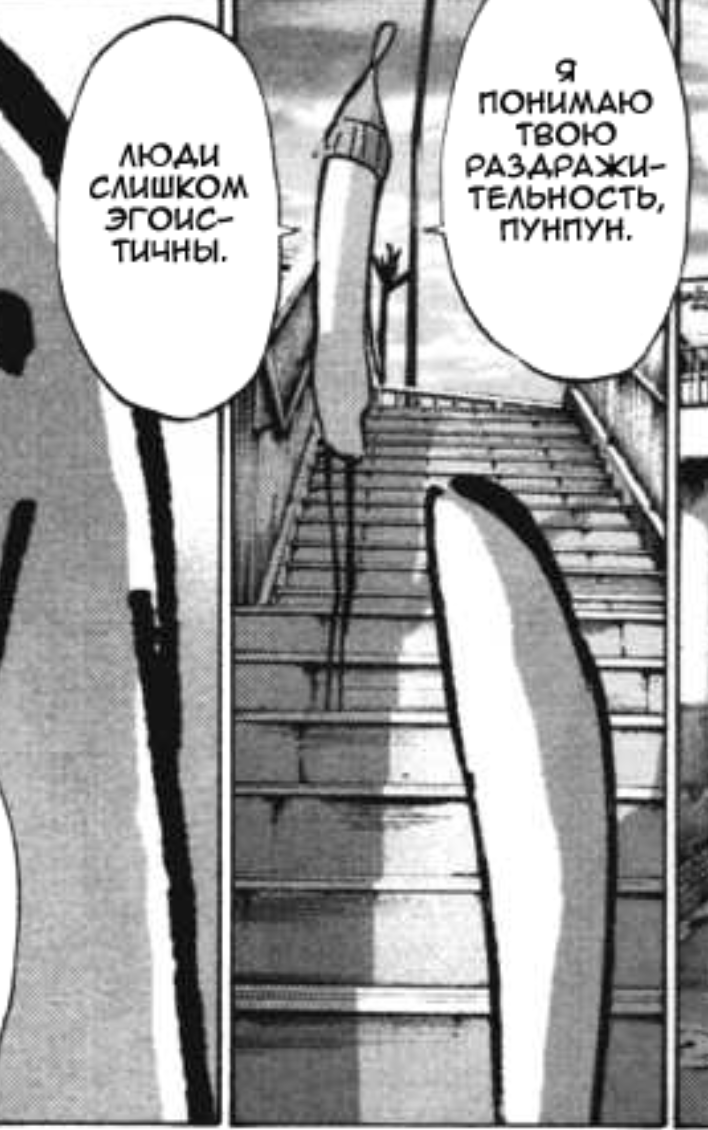 Я
ПОНИМАЮ
ТВОЮ
РАЗДРАЖИ-
ТЕЛЬНОСТЬ,
ПУНПУН.
ЛЮДИ
СЛИШКОМ
ЭГОИС-
ТИЧНЫ.